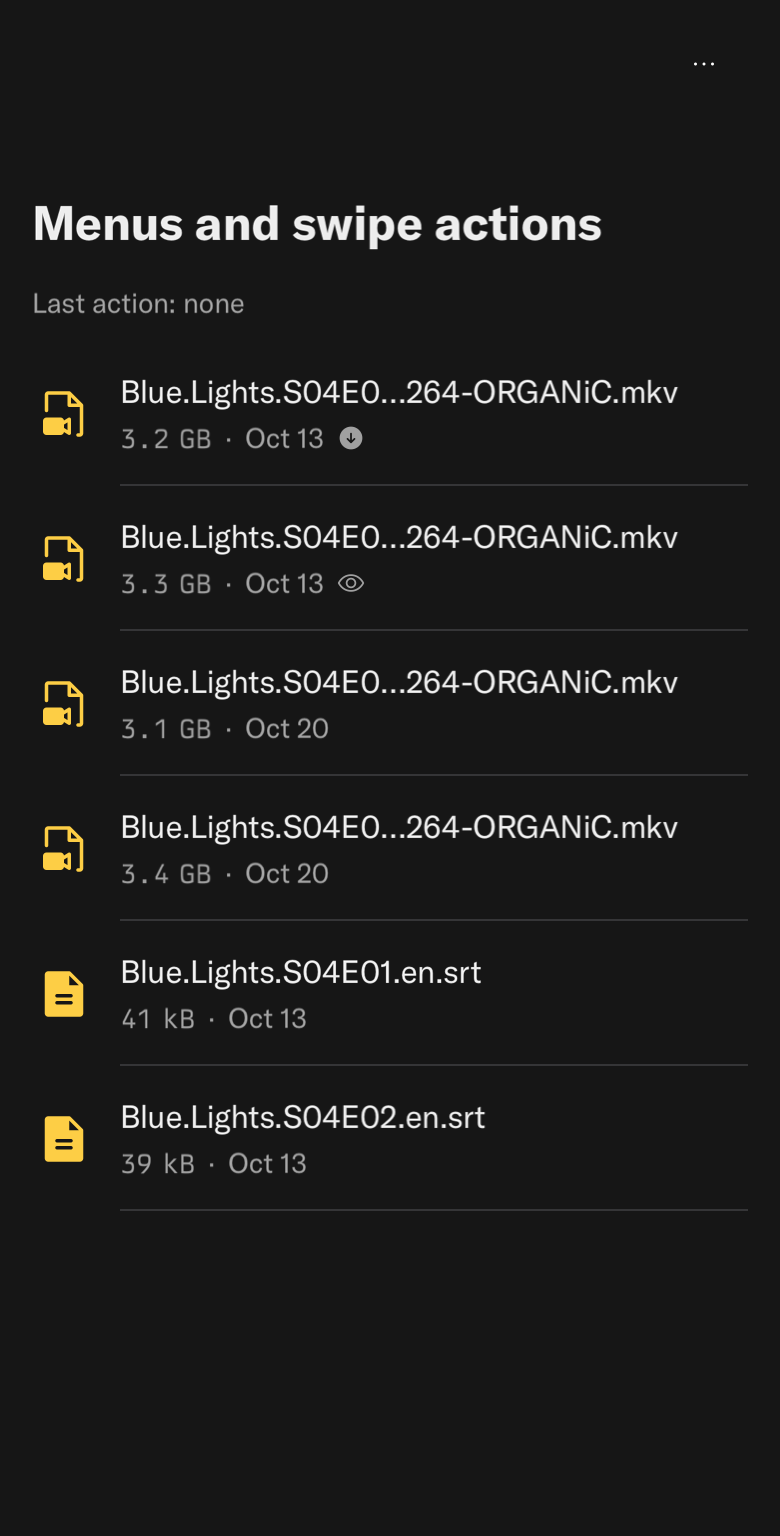 Menus and swipe actions
Last action: none
Blue.Lights.S04E0...264-ORGANiC.mkv
3.2 GB · Oct 13
Blue.Lights.S04E0...264-ORGANiC.mkv
3.3 GB · Oct 13
Blue.Lights.S04E0...264-ORGANiC.mkv
3.1 GB · Oct 20
Blue.Lights.S04E0...264-ORGANiC.mkv
3.4 GB · Oct 20
Blue.Lights.S04E01.en.srt
41 kB · Oct 13
Blue.Lights.S04E02.en.srt
39 kB · Oct 13